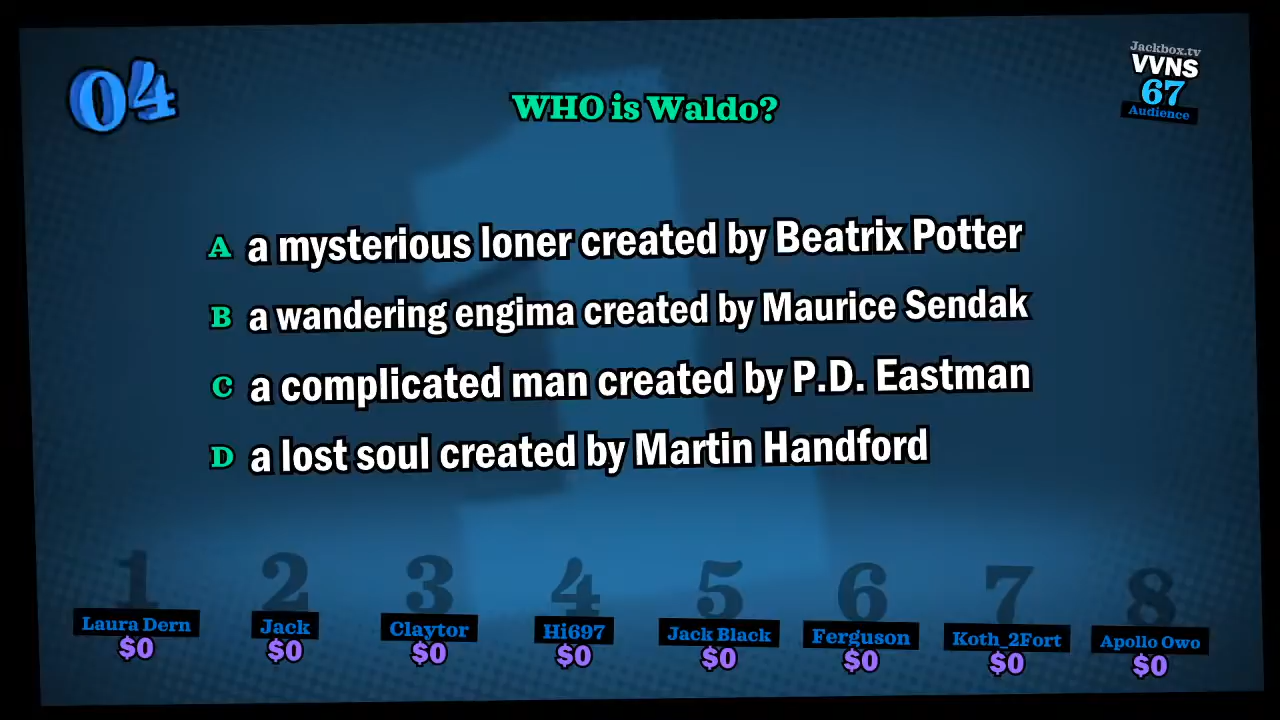 04
Jackbox.tv
VVNS
67
Audience
WHO is Waldo?
A a mysterious loner created by Beatrix Potter
B a wandering engima created by Maurice Sendak
C a complicated man created by P.D. Eastman
D a lost soul created by Martin Handford
1 2 3 4 5 6 7 8
Laura Dern Jack Claytor Hi697 Jack Black Ferguson Koth_2Fort Apollo Owo
$0 $0 $0 $0 $0 $0 $0 $0